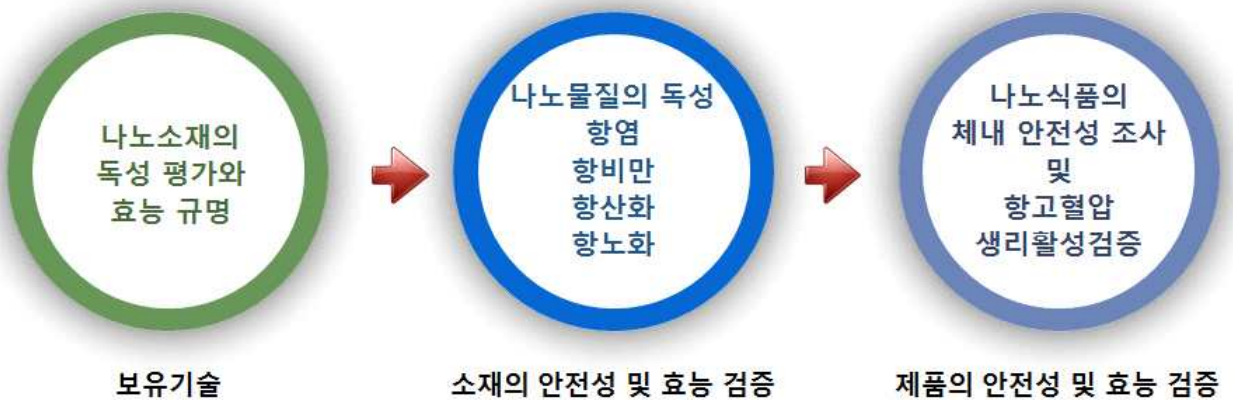 나노소재의
독성 평가와
효능 규명
나노물질의 독성
항염
항비만
항산화
항노화
나노식품의
체내 안전성 조사
및
항고혈압
생리활성검증
보유기술
소재의 안전성 및 효능 검증
제품의 안전성 및 효능 검증